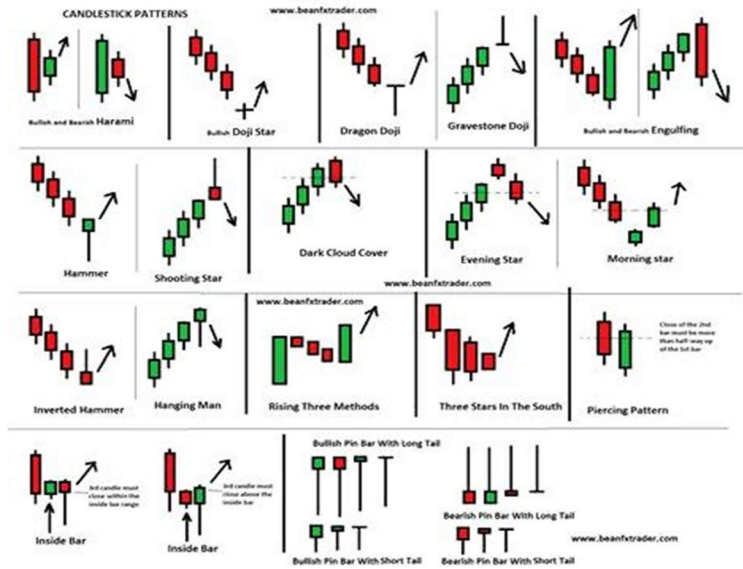 CANDLESTICK PATTERNS
www.beanfxtrader.com
Bullish and Bearish Harami
Bullish Doji Star
Dragon Doji
Gravestone Doji
Bullish and Bearish Engulfing
Hammer
Shooting Star
Dark Cloud Cover
Evening Star
Morning star
www.beanfxtrader.com
www.beanfxtrader.com
Close of the 2nd
bar must be more
than half-way up
of the 1st bar
Inverted Hammer
Hanging Man
Rising Three Methods
Three Stars In The South
Piercing Pattern
Bullish Pin Bar With Long Tail
3rd candle must
close within the
inside bar range
3rd candle must
close above the
inside bar
Inside Bar
Inside Bar
Bearish Pin Bar With Long Tail
www.beanfxtrader.com
Bullish Pin Bar With Short Tail
Bearish Pin Bar With Short Tail